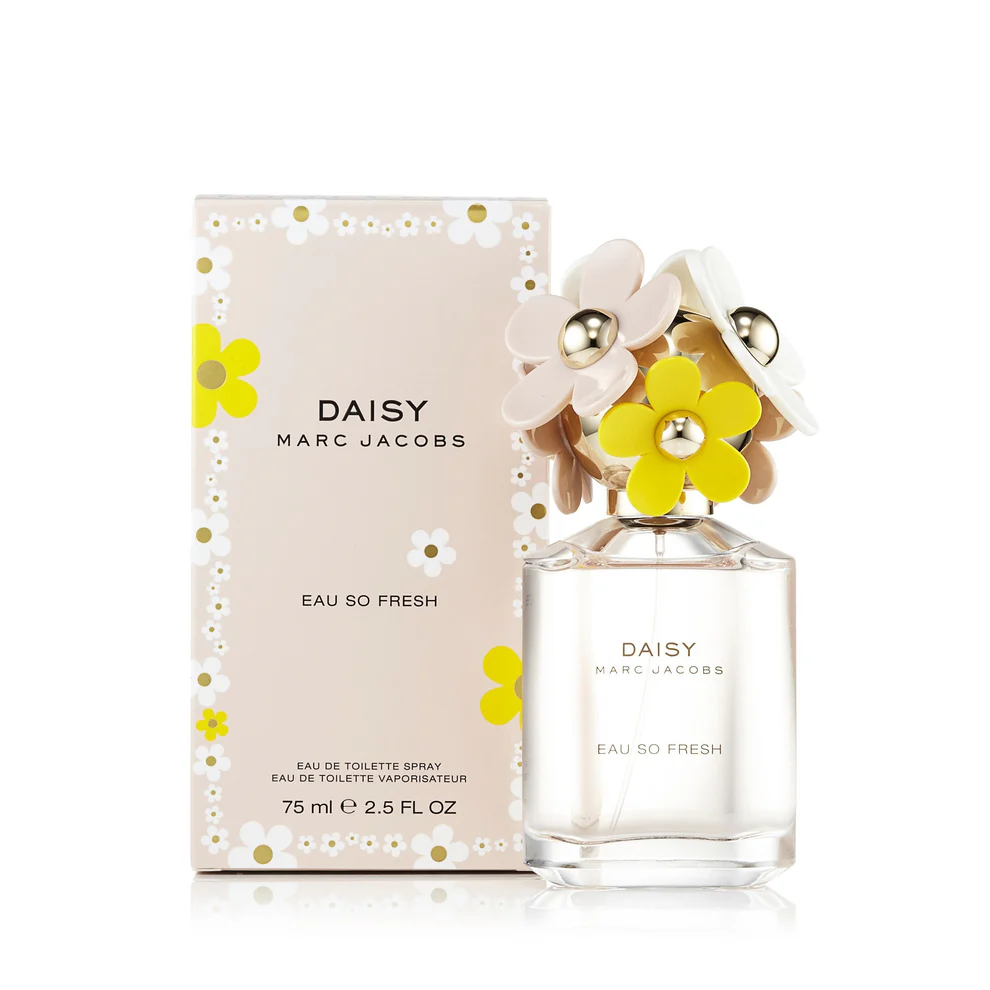 DAISY
MARC JACOBS
EAU SO FRESH
EAU DE TOILETTE SPRAY
EAU DE TOILETTE VAPORISATEUR
75 ml ℮ 2.5 FL OZ
DAISY
MARC JACOBS
EAU SO FRESH